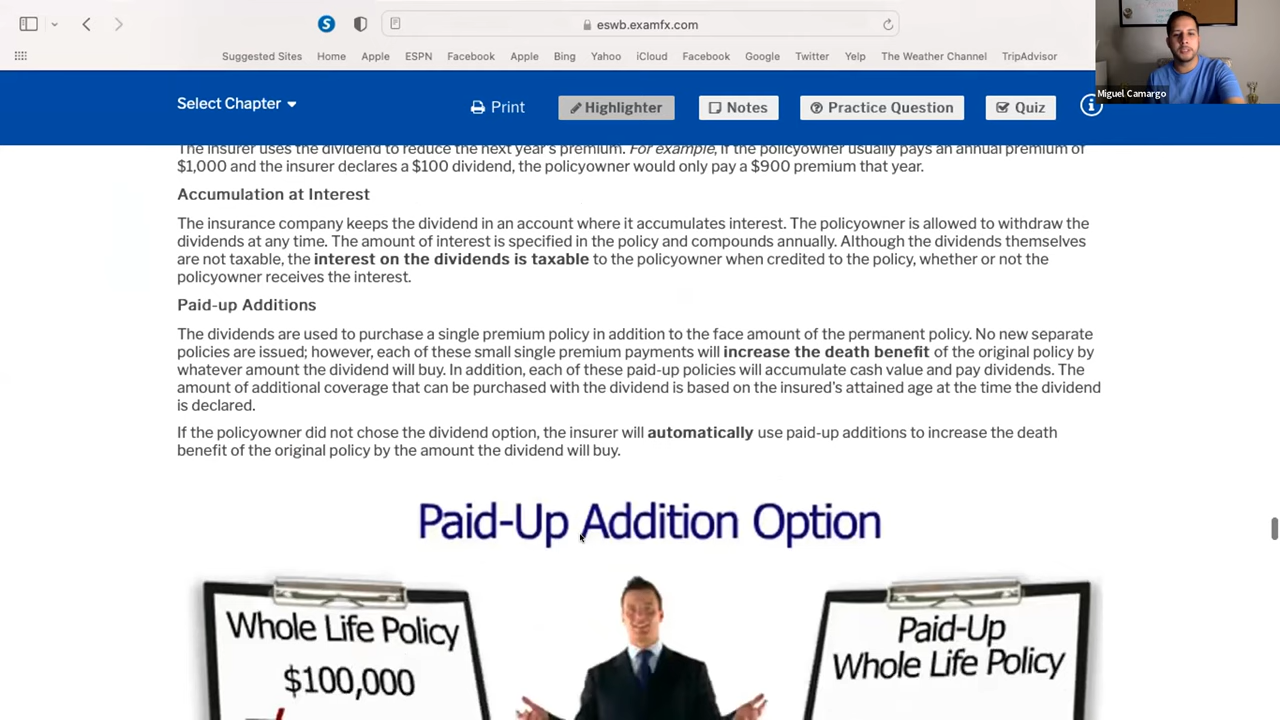 eswb.examfx.com
Suggested Sites Home Apple ESPN Facebook Apple Bing Yahoo iCloud Facebook Google Twitter Yelp The Weather Channel TripAdvisor
Miguel Camargo
Select Chapter Print Highlighter Notes Practice Question Quiz
The insurer uses the dividend to reduce the next year's premium. For example, if the policyowner usually pays an annual premium of
$1,000 and the insurer declares a $100 dividend, the policyowner would only pay a $900 premium that year.
Accumulation at Interest
The insurance company keeps the dividend in an account where it accumulates interest. The policyowner is allowed to withdraw the
dividends at any time. The amount of interest is specified in the policy and compounds annually. Although the dividends themselves
are not taxable, the interest on the dividends is taxable to the policyowner when credited to the policy, whether or not the
policyowner receives the interest.
Paid-up Additions
The dividends are used to purchase a single premium policy in addition to the face amount of the permanent policy. No new separate
policies are issued; however, each of these small single premium payments will increase the death benefit of the original policy by
whatever amount the dividend will buy. In addition, each of these paid-up policies will accumulate cash value and pay dividends. The
amount of additional coverage that can be purchased with the dividend is based on the insured's attained age at the time the dividend
is declared.
If the policyowner did not chose the dividend option, the insurer will automatically use paid-up additions to increase the death
benefit of the original policy by the amount the dividend will buy.
Paid-Up Addition Option
Whole Life Policy
$100,000
Paid-Up
Whole Life Policy